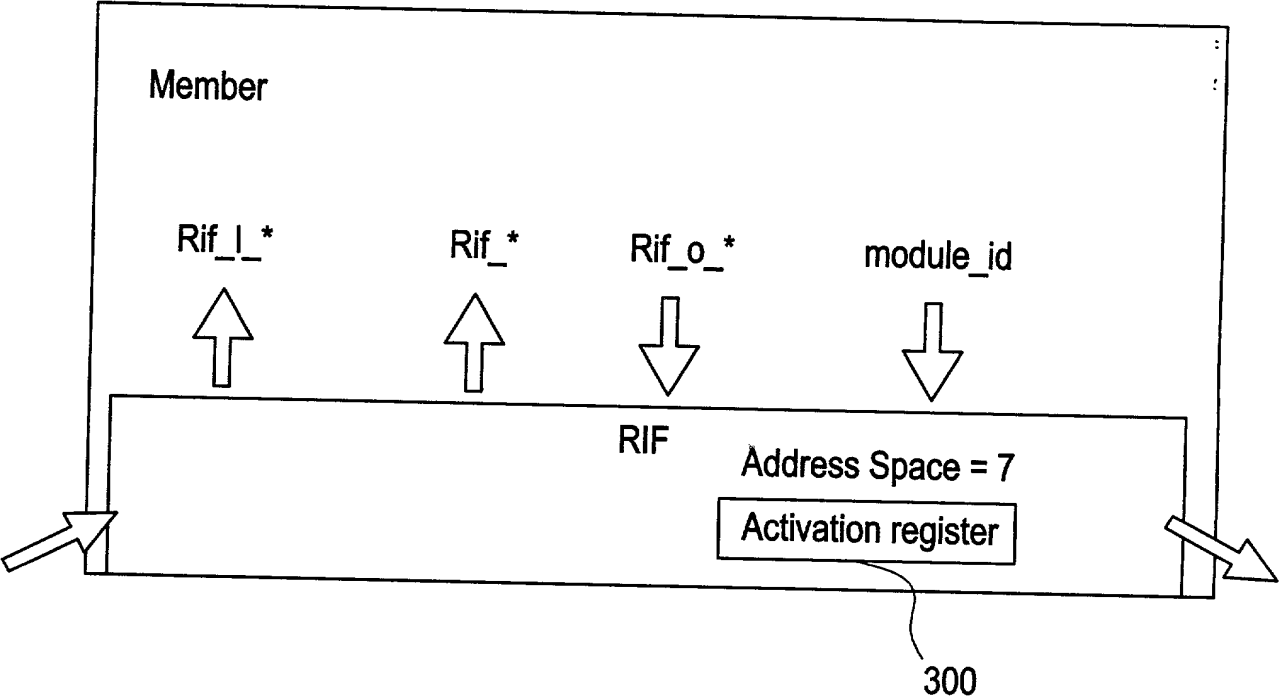 Member
Rif_I_*
Rif_*
Rif_o_*
module_id
RIF
Address Space = 7
Activation register
300